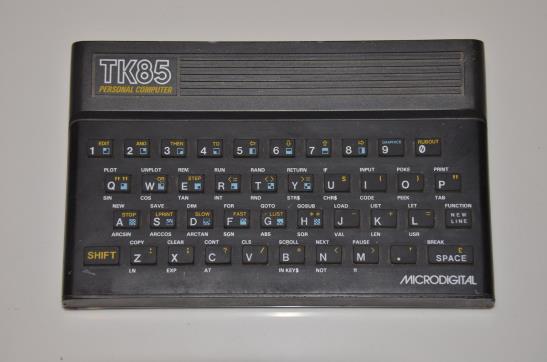 TK85
PERSONAL COMPUTER
EDIT AND THEN TO GRAPHICS RUBOUT
1 2 3 4 5 6 7 8 9 0
PLOT UNPLOT REM RUN RAND RETURN IF INPUT POKE PRINT
" " OR STEP <= <> >= $ ( ) "
Q W E R T Y U I O P
SIN COS TAN INT RND STR$ CHR$ CODE PEEK TAB
NEW SAVE DIM FOR GOTO GOSUB LOAD LIST LET FUNCTION
STOP LPRINT SLOW FAST LLIST ** - + = NEW
A S D F G H J K L LINE
ARCSIN ARCCOS ARCTAN SGN ABS SQR VAL LEN USR
COPY CLEAR CONT CLS SCROLL NEXT PAUSE BREAK
: ; ? / * < > , £
SHIFT Z X C V B N M . SPACE
LN EXP AT INKEY$ NOT π
MICRODIGITAL